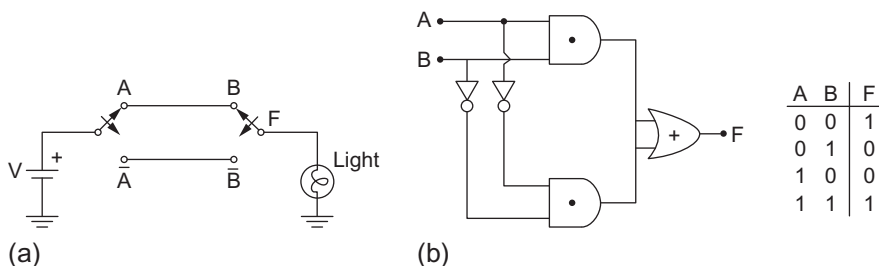 A B
F
+
V
A̅ B̅
Light
(a)
A
B
•
+
F
•
(b)
A B F
0 0 1
0 1 0
1 0 0
1 1 1